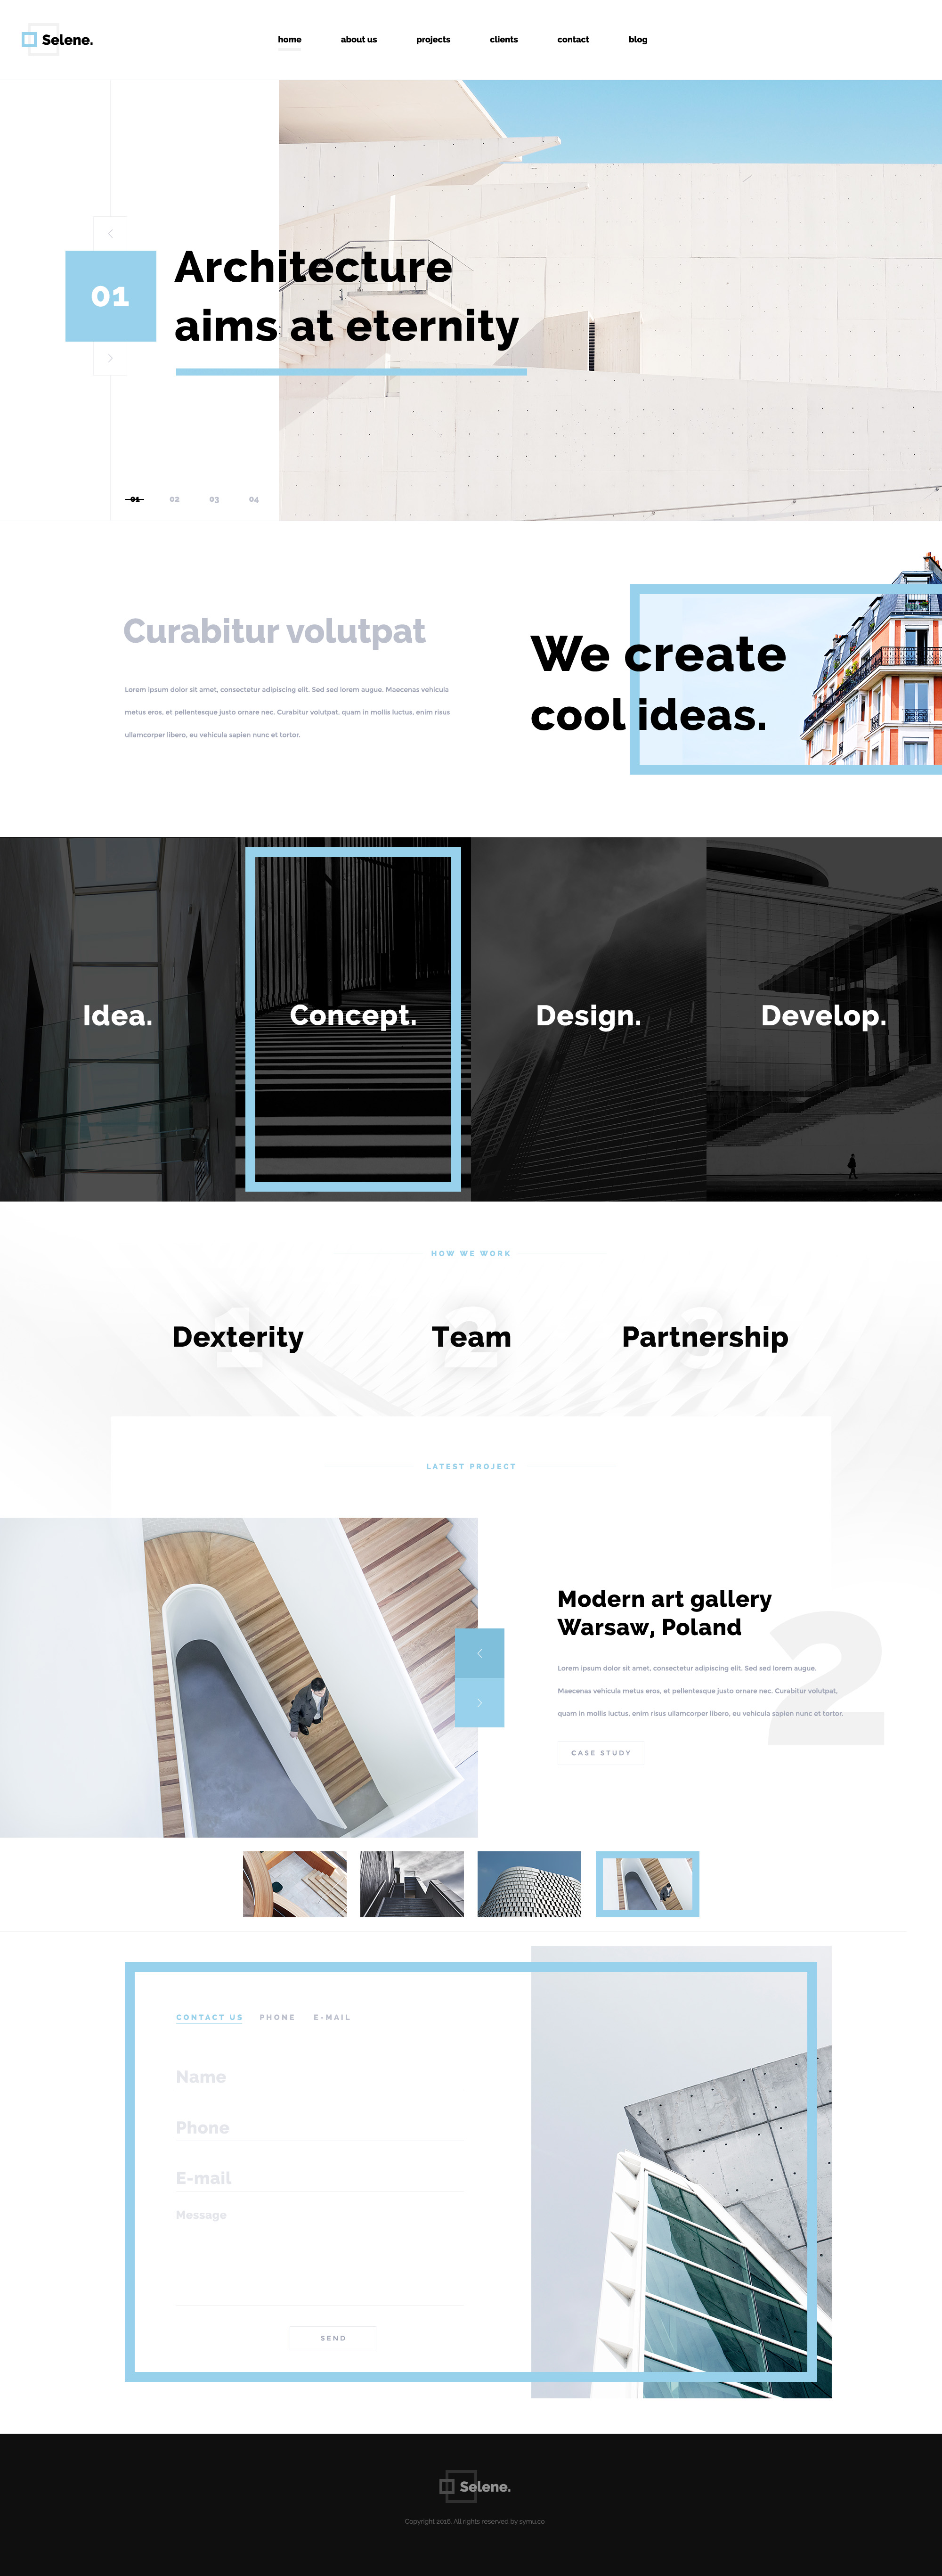 Selene.
home about us projects clients contact blog
01
Architecture
aims at eternity
01 02 03 04
Curabitur volutpat
Lorem ipsum dolor sit amet, consectetur adipiscing elit. Sed sed lorem augue. Maecenas vehicula
metus eros, et pellentesque justo ornare nec. Curabitur volutpat, quam in mollis luctus, enim risus
ullamcorper libero, eu vehicula sapien nunc et tortor.
We create
cool ideas.
Idea.
Concept.
Design.
Develop.
HOW WE WORK
1
Dexterity
2
Team
3
Partnership
LATEST PROJECT
Modern art gallery
Warsaw, Poland
2
Lorem ipsum dolor sit amet, consectetur adipiscing elit. Sed sed lorem augue.
Maecenas vehicula metus eros, et pellentesque justo ornare nec. Curabitur volutpat,
quam in mollis luctus, enim risus ullamcorper libero, eu vehicula sapien nunc et tortor.
CASE STUDY
CONTACT US PHONE E-MAIL
Name
Phone
E-mail
Message
SEND
Selene.
Copyright 2016. All rights reserved by symu.co